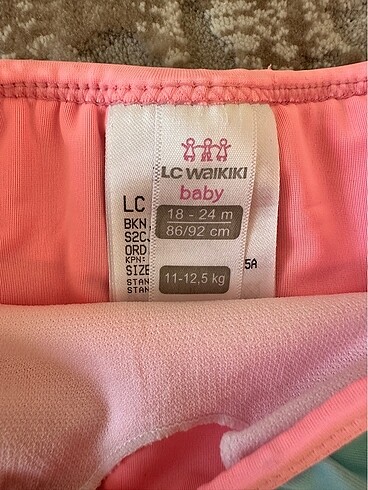 LC WAIKIKI
baby
18 - 24 m
86/92 cm
11-12,5 kg
LC
BKN
S2C
ORD
KPN:
SIZE
5A
STAN
STAN